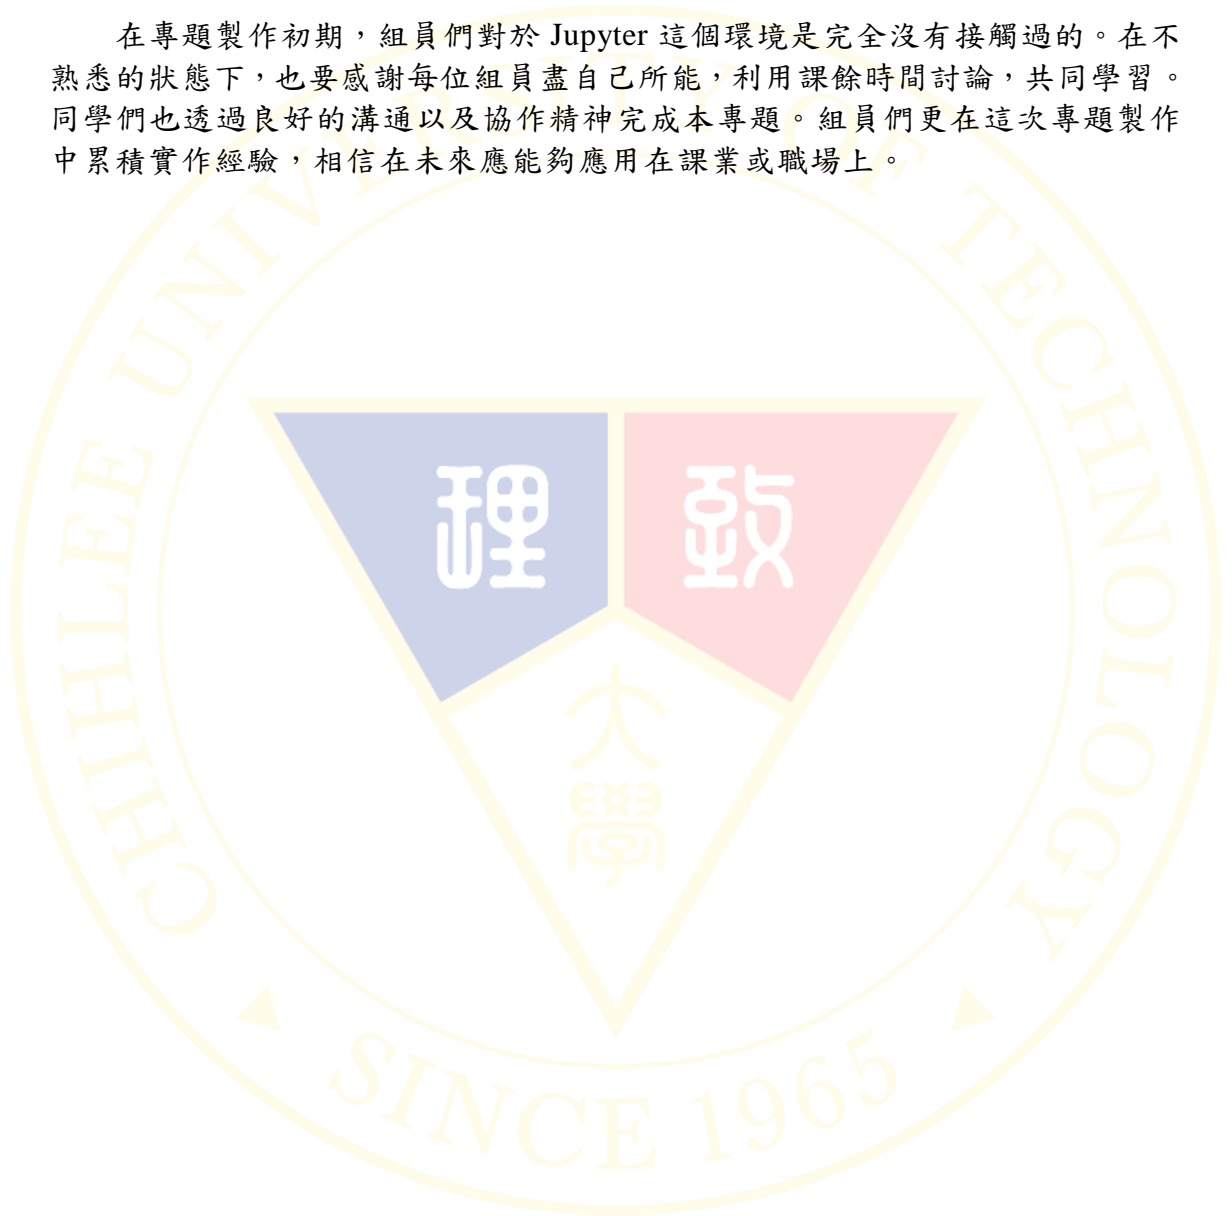 在專題製作初期，組員們對於 Jupyter 這個環境是完全沒有接觸過的。在不
熟悉的狀態下，也要感謝每位組員盡自己所能，利用課餘時間討論，共同學習。
同學們也透過良好的溝通以及協作精神完成本專題。組員們更在這次專題製作
中累積實作經驗，相信在未來應能夠應用在課業或職場上。
CHIHLEE UNIVERSITY OF TECHNOLOGY
理 致
大
學
SINCE 1965